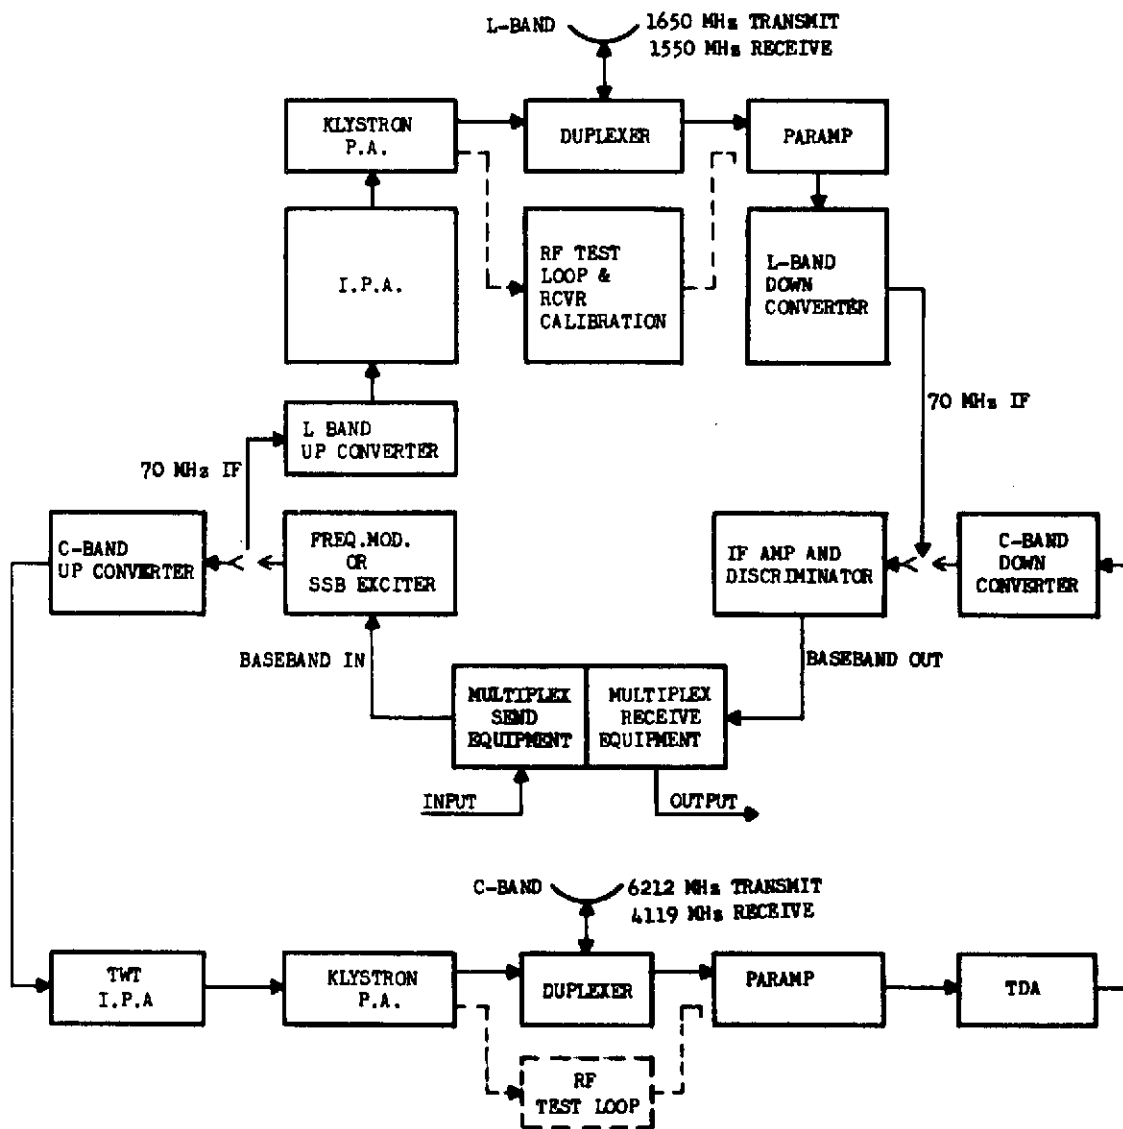 L-BAND
1650 MHz TRANSMIT
1550 MHz RECEIVE
KLYSTRON
P.A.
DUPLEXER
PARAMP
I.P.A.
RF TEST
LOOP &
RCVR
CALIBRATION
L-BAND
DOWN
CONVERTER
70 MHz IF
L BAND
UP CONVERTER
70 MHz IF
C-BAND
UP CONVERTER
FREQ.MOD.
OR
SSB EXCITER
IF AMP AND
DISCRIMINATOR
C-BAND
DOWN
CONVERTER
BASEBAND IN
BASEBAND OUT
MULTIPLEX
SEND
EQUIPMENT
MULTIPLEX
RECEIVE
EQUIPMENT
INPUT
OUTPUT
C-BAND
6212 MHz TRANSMIT
4119 MHz RECEIVE
TWT
I.P.A
KLYSTRON
P.A.
DUPLEXER
PARAMP
TDA
RF
TEST LOOP